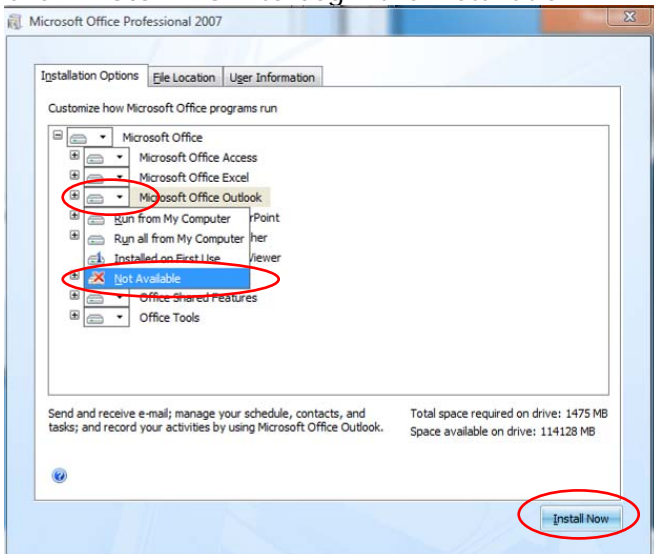 Microsoft Office Professional 2007
Installation Options File Location User Information
Customize how Microsoft Office programs run
Microsoft Office
Microsoft Office Access
Microsoft Office Excel
Microsoft Office Outlook
Run from My Computer rPoint
Run all from My Computer her
Installed on First Use Viewer
Not Available
Office Shared Features
Office Tools
Send and receive e-mail; manage your schedule, contacts, and
tasks; and record your activities by using Microsoft Office Outlook.
Total space required on drive: 1475 MB
Space available on drive: 114128 MB
Install Now